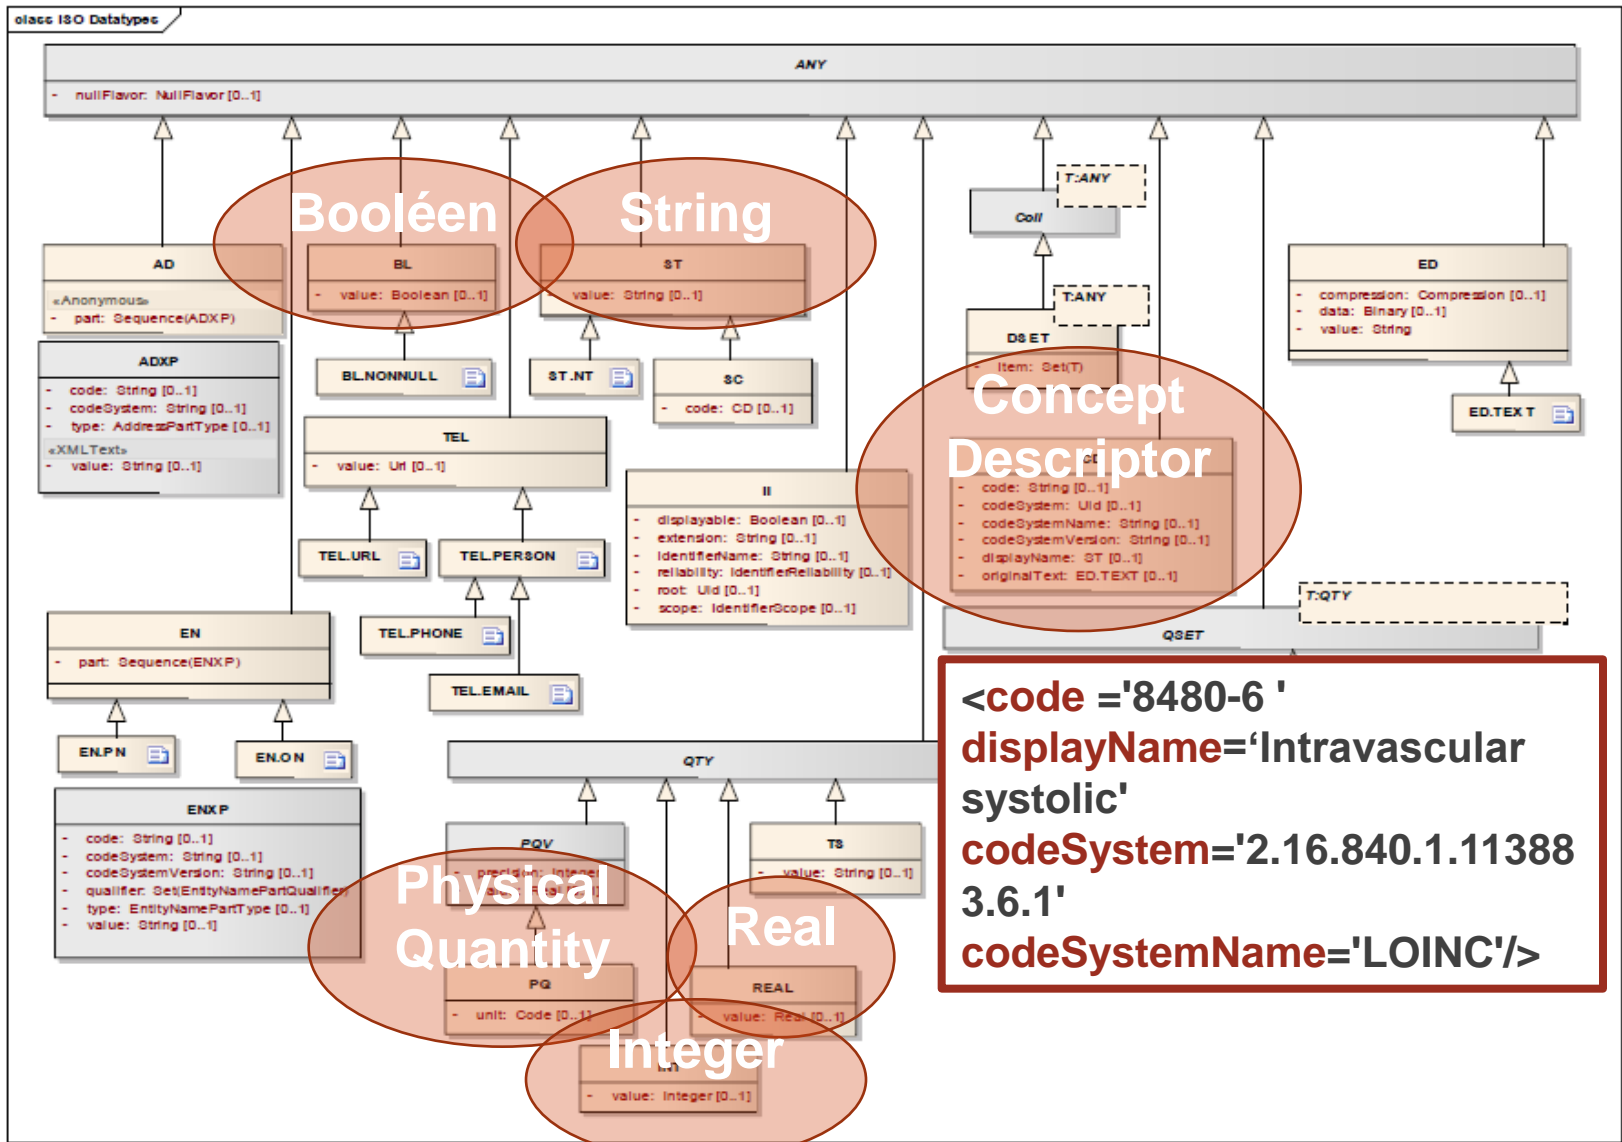 class ISO Datatypes
ANY
- nullFlavor: NullFlavor [0..1]
T:ANY
Coll
Booléen
String
AD
«Anonymous»
- part: Sequence(ADXP)
BL
- value: Boolean [0..1]
ST
- value: String [0..1]
T:ANY
DSET
- item: Set(T)
ED
- compression: Compression [0..1]
- data: Binary [0..1]
- value: String
ADXP
- code: String [0..1]
- codeSystem: String [0..1]
- type: AddressPartType [0..1]
«XMLText»
- value: String [0..1]
BL.NONNULL
ST.NT
SC
- code: CD [0..1]
ED.TEXT
TEL
- value: Url [0..1]
Concept
Descriptor
- code: String [0..1]
- codeSystem: Uid [0..1]
- codeSystemName: String [0..1]
- codeSystemVersion: String [0..1]
- displayName: ST [0..1]
- originalText: ED.TEXT [0..1]
II
- displayable: Boolean [0..1]
- extension: String [0..1]
- identifierName: String [0..1]
- reliability: IdentifierReliability [0..1]
- root: Uid [0..1]
- scope: IdentifierScope [0..1]
TEL.URL
TEL.PERSON
TEL.PHONE
TEL.EMAIL
T:QTY
QSET
EN
- part: Sequence(ENXP)
EN.PN
EN.ON
ENXP
- code: String [0..1]
- codeSystem: String [0..1]
- codeSystemVersion: String [0..1]
- qualifier: Set(EntityNamePartQualifier)
- type: EntityNamePartType [0..1]
- value: String [0..1]
QTY
PQV
- precision: Integer
TS
- value: String [0..1]
Physical
Quantity
PQ
- unit: Code [0..1]
Real
REAL
- value: Real [0..1]
Integer
INT
- value: Integer [0..1]
<code ='8480-6 '
displayName=‘Intravascular
systolic'
codeSystem='2.16.840.1.11388
3.6.1'
codeSystemName='LOINC'/>